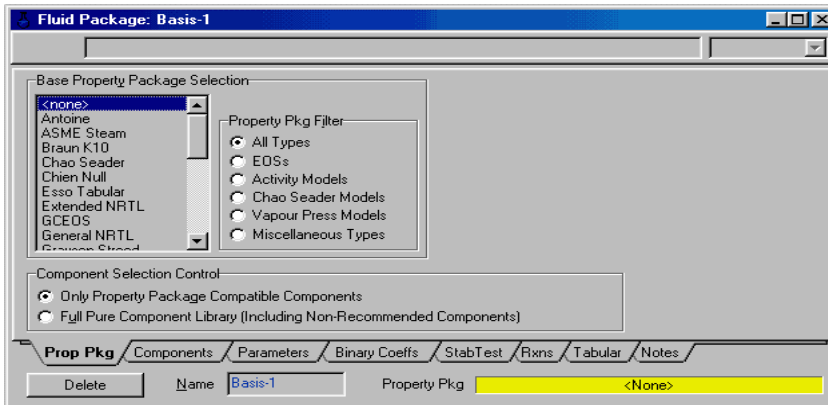 Fluid Package: Basis-1
Base Property Package Selection
<none>
Antoine
ASME Steam
Braun K10
Chao Seader
Chien Null
Esso Tabular
Extended NRTL
GCEOS
General NRTL
Grayson Streed
Property Pkg Filter
All Types
EOSs
Activity Models
Chao Seader Models
Vapour Press Models
Miscellaneous Types
Component Selection Control
Only Property Package Compatible Components
Full Pure Component Library (Including Non-Recommended Components)
Prop Pkg Components Parameters Binary Coeffs StabTest Rxns Tabular Notes
Delete Name Basis-1 Property Pkg <None>